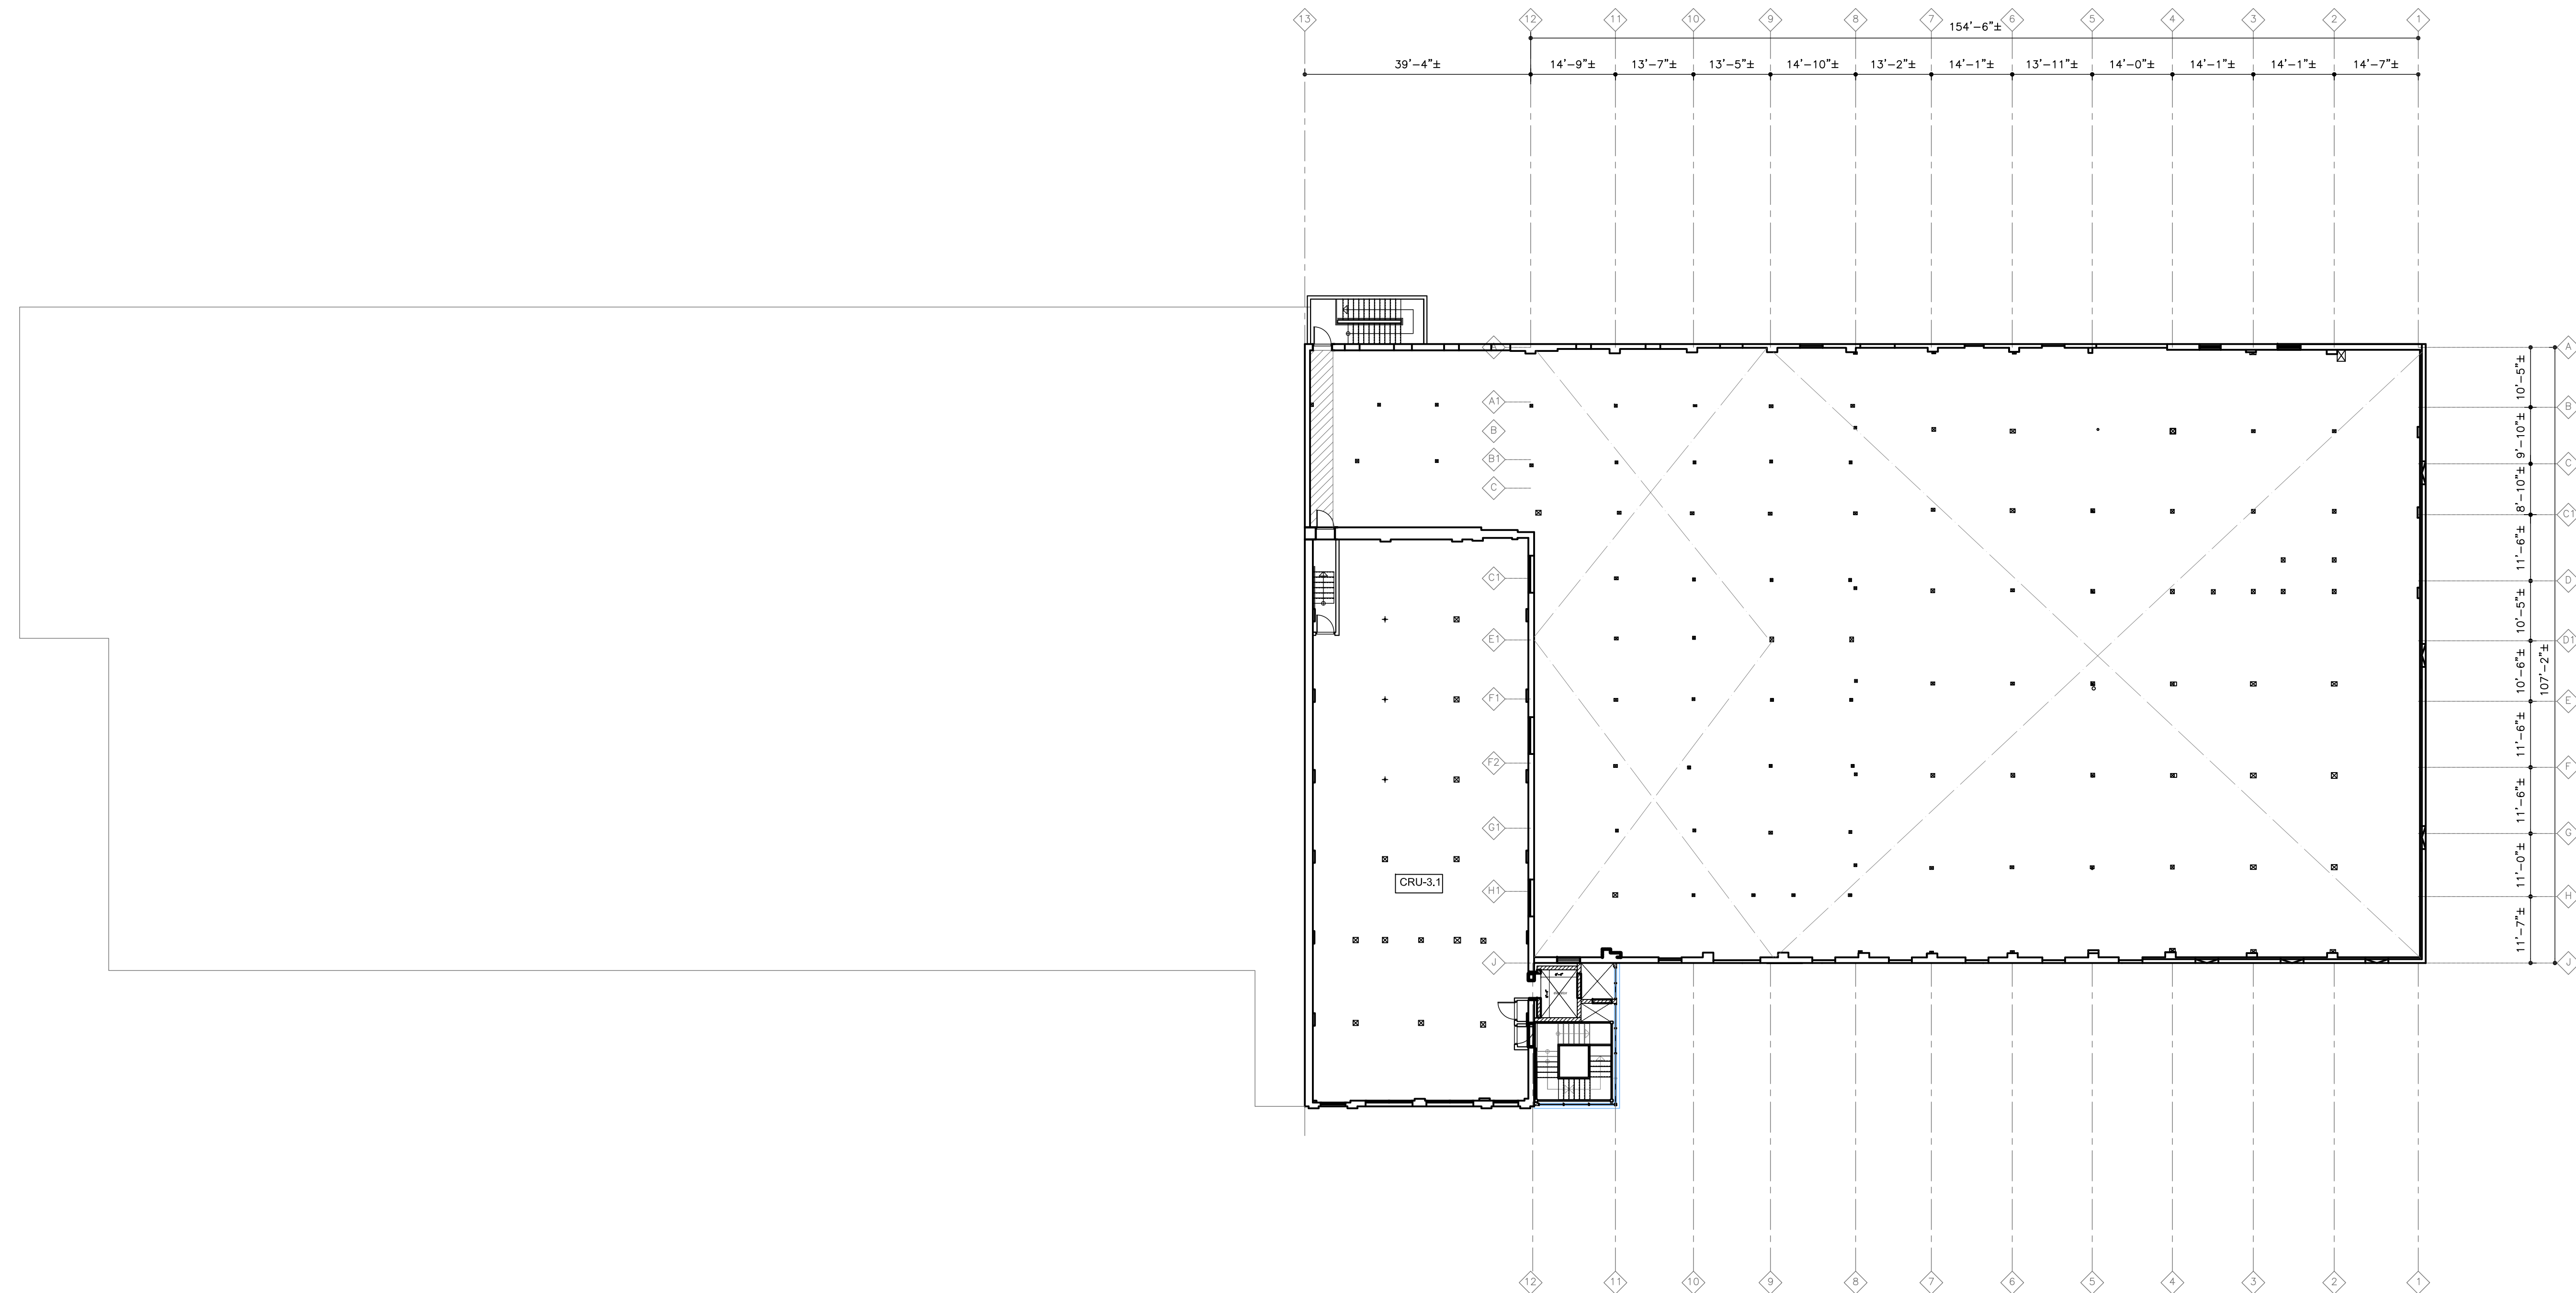 13 12 11 10 9 8 7 6 5 4 3 2 1
154'-6"±
39'-4"± 14'-9"± 13'-7"± 13'-5"± 14'-10"± 13'-2"± 14'-1"± 13'-11"± 14'-0"± 14'-1"± 14'-1"± 14'-7"±
A
A
10'-5"±
A1
B
B
9'-10"±
B1
C
C
8'-10"±
C1
11'-6"±
C1
D
10'-5"±
E1
D1
10'-6"±
107'-2"±
F1
E
11'-6"±
F2
F
11'-6"±
G1
G
11'-0"±
CRU-3.1
H1
H
11'-7"±
J
J
12 11 10 9 8 7 6 5 4 3 2 1